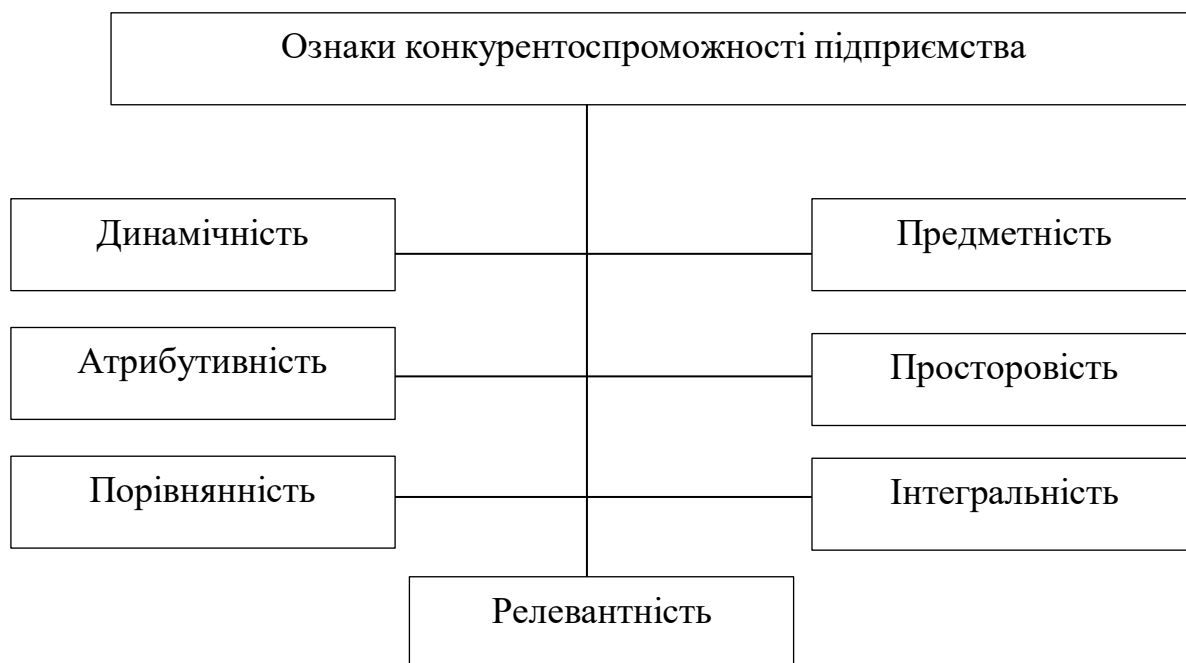 Ознаки конкурентоспроможності підприємства
Динамічність
Предметність
Атрибутивність
Просторовість
Порівнянність
Інтегральність
Релевантність